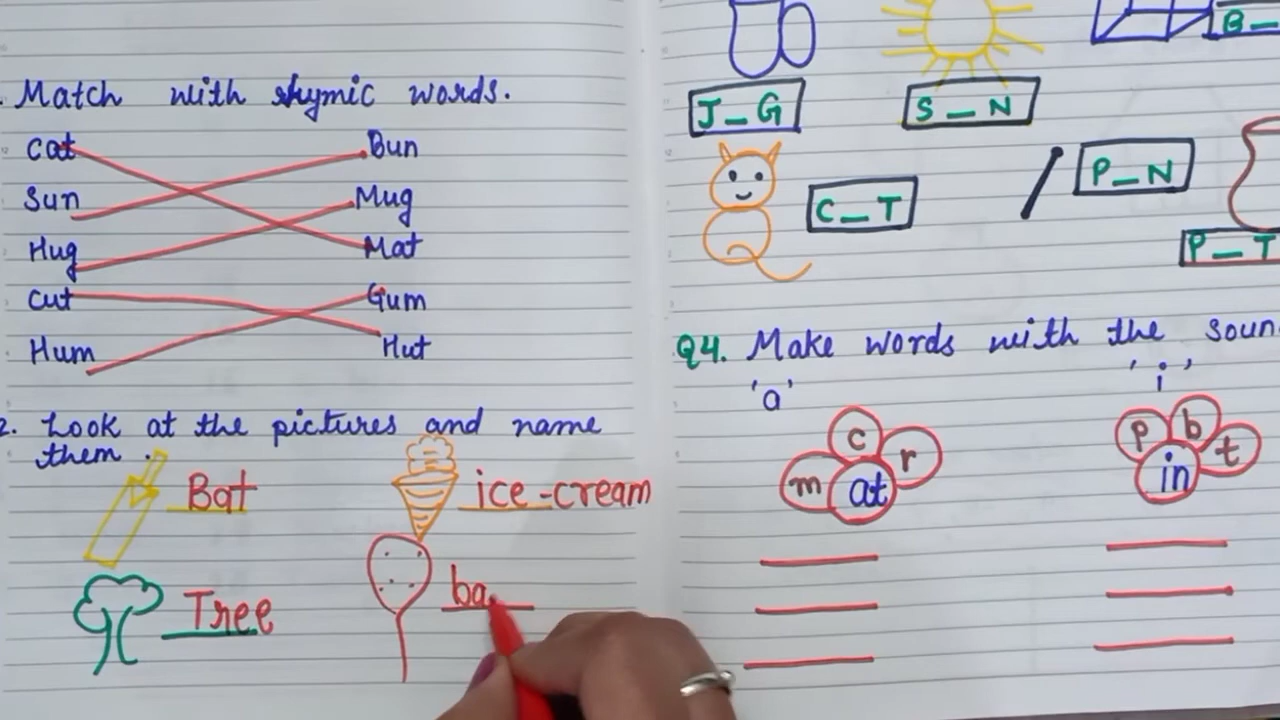 . Match with rhymic words.
Cat Bun
Sun Mug
Hug Mat
Cut Gum
Hum Hut
2. Look at the pictures and name
them.
Bat ice-cream
Tree ba
B_
J_G S_N
C_T P_N
P_T
Q4. Make words with the soun
'a' 'i'
m c r at
p b t in